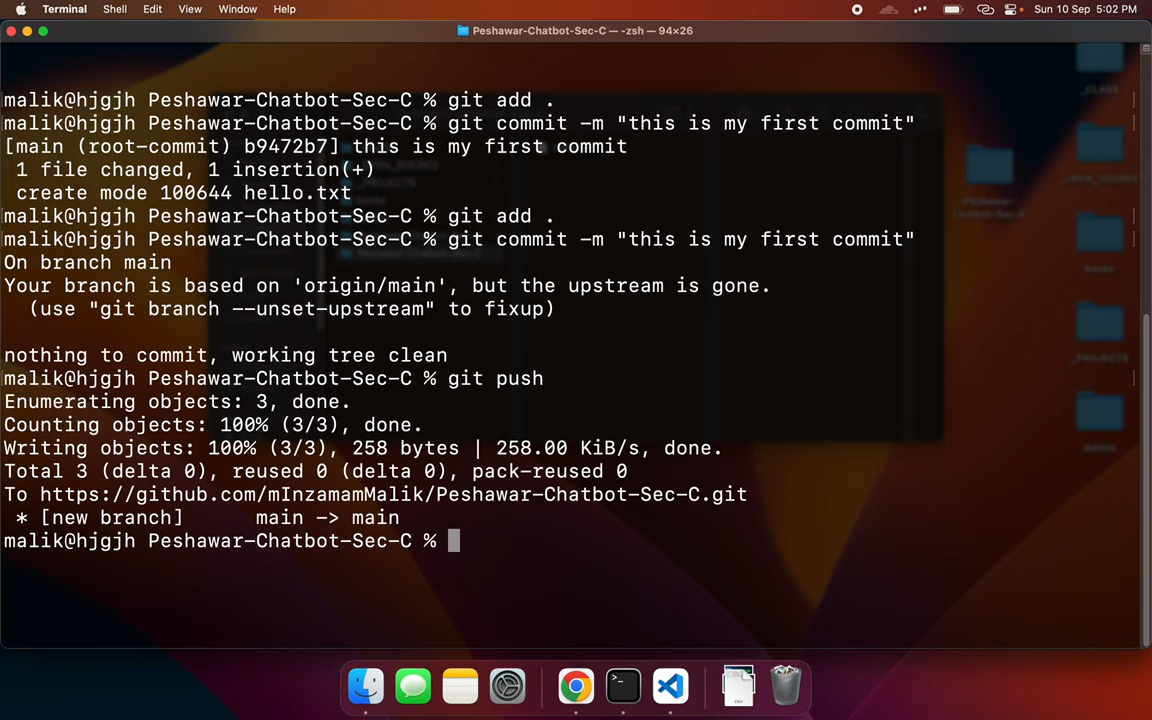 Terminal Shell Edit View Window Help Sun 10 Sep 5:02 PM
Peshawar-Chatbot-Sec-C — -zsh — 94×26
malik@hjgjh Peshawar-Chatbot-Sec-C % git add .
malik@hjgjh Peshawar-Chatbot-Sec-C % git commit -m "this is my first commit"
[main (root-commit) b9472b7] this is my first commit
 1 file changed, 1 insertion(+)
 create mode 100644 hello.txt
malik@hjgjh Peshawar-Chatbot-Sec-C % git add .
malik@hjgjh Peshawar-Chatbot-Sec-C % git commit -m "this is my first commit"
On branch main
Your branch is based on 'origin/main', but the upstream is gone.
  (use "git branch --unset-upstream" to fixup)
nothing to commit, working tree clean
malik@hjgjh Peshawar-Chatbot-Sec-C % git push
Enumerating objects: 3, done.
Counting objects: 100% (3/3), done.
Writing objects: 100% (3/3), 258 bytes | 258.00 KiB/s, done.
Total 3 (delta 0), reused 0 (delta 0), pack-reused 0
To https://github.com/mInzamamMalik/Peshawar-Chatbot-Sec-C.git
 * [new branch]      main -> main
malik@hjgjh Peshawar-Chatbot-Sec-C %
CSV